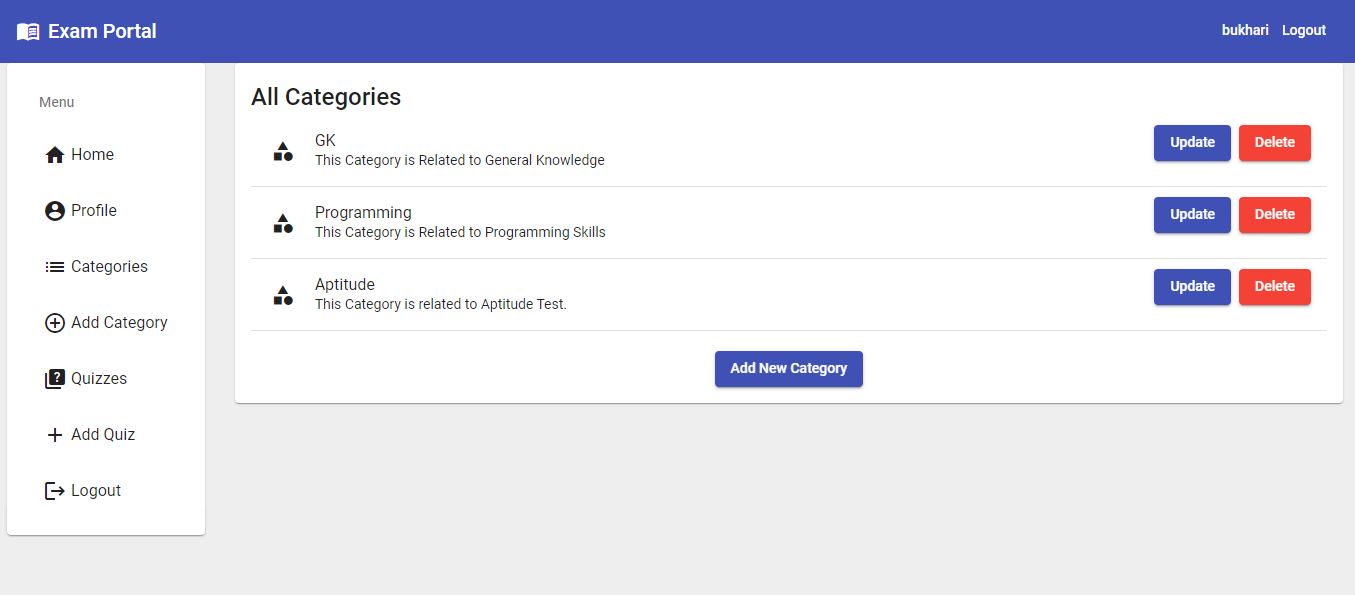 Exam Portal
bukhari Logout
Menu
Home
Profile
Categories
Add Category
Quizzes
Add Quiz
Logout
All Categories
GK
This Category is Related to General Knowledge
Update Delete
Programming
This Category is Related to Programming Skills
Update Delete
Aptitude
This Category is related to Aptitude Test.
Update Delete
Add New Category